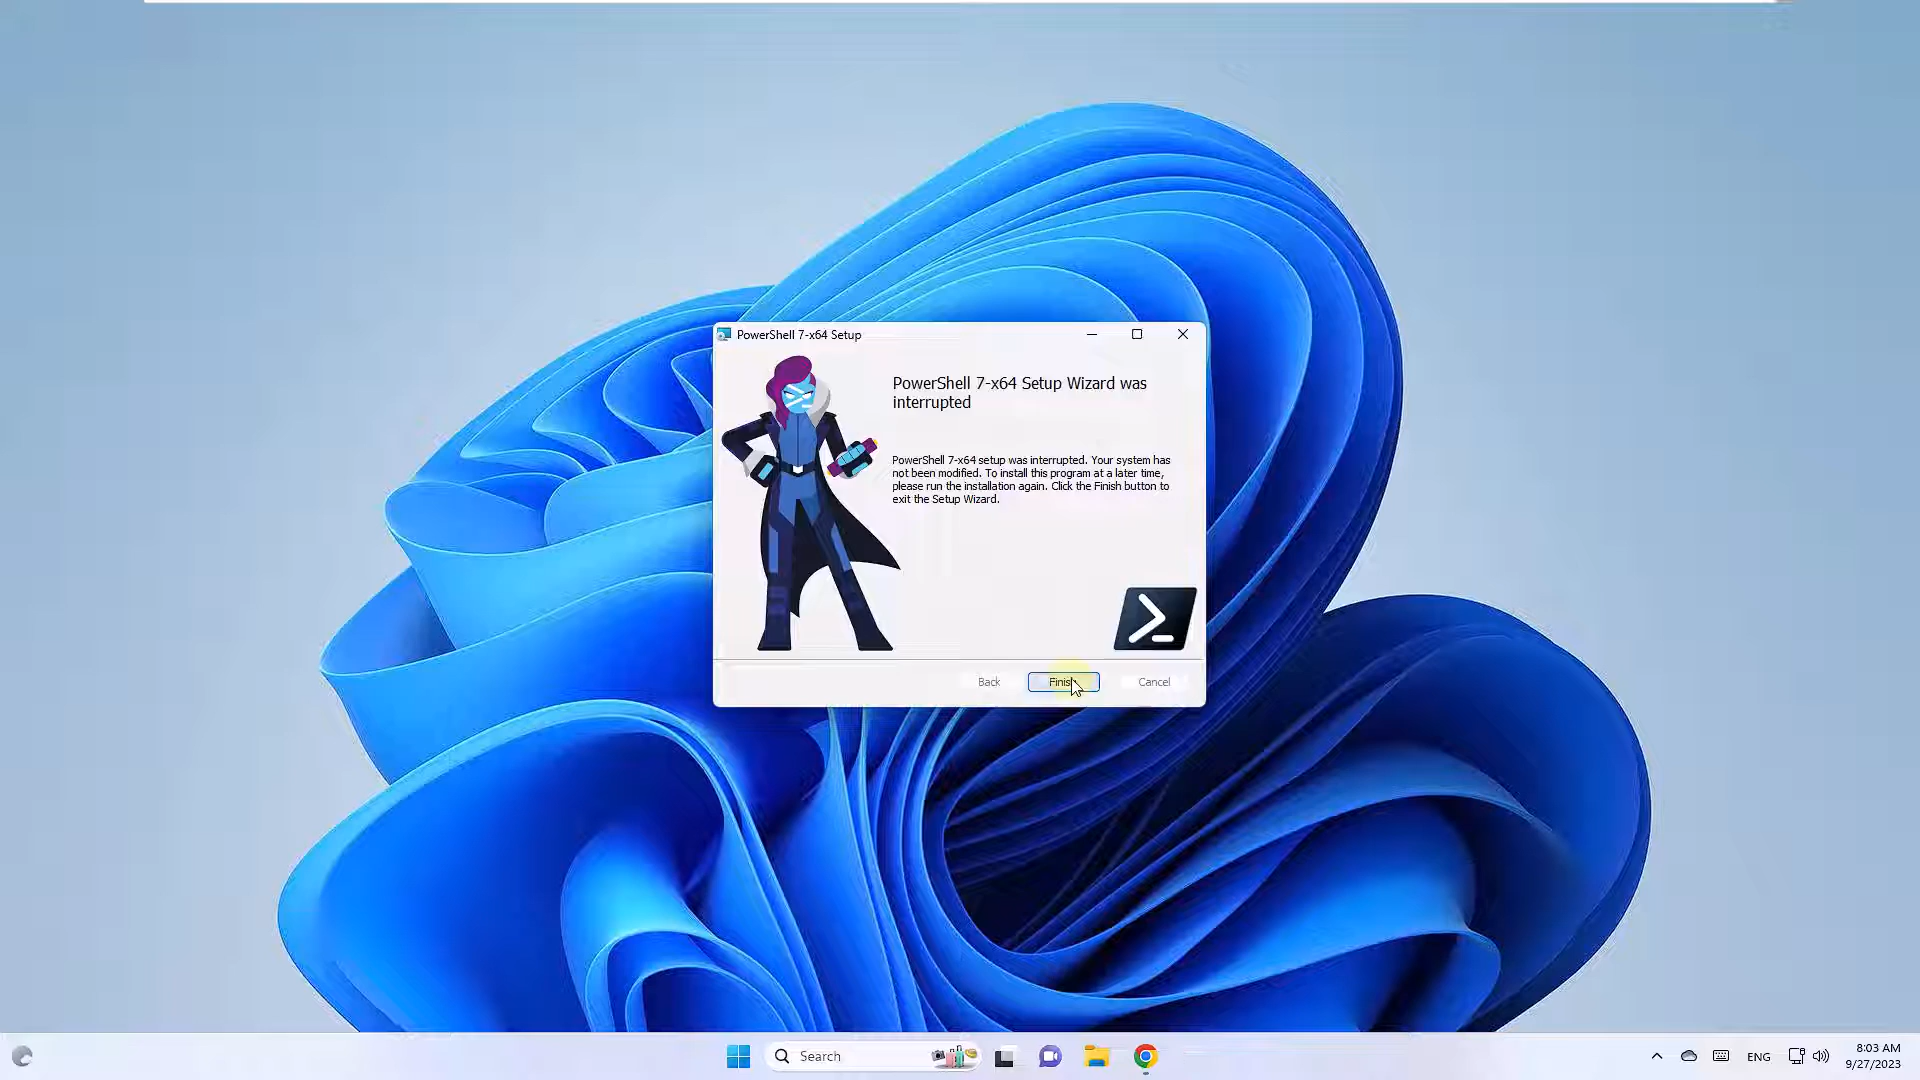 PowerShell 7-x64 Setup
PowerShell 7-x64 Setup Wizard was
interrupted
PowerShell 7-x64 setup was interrupted. Your system has
not been modified. To install this program at a later time,
please run the installation again. Click the Finish button to
exit the Setup Wizard.
Back
Finish
Cancel
Search
ENG
8:03 AM
9/27/2023